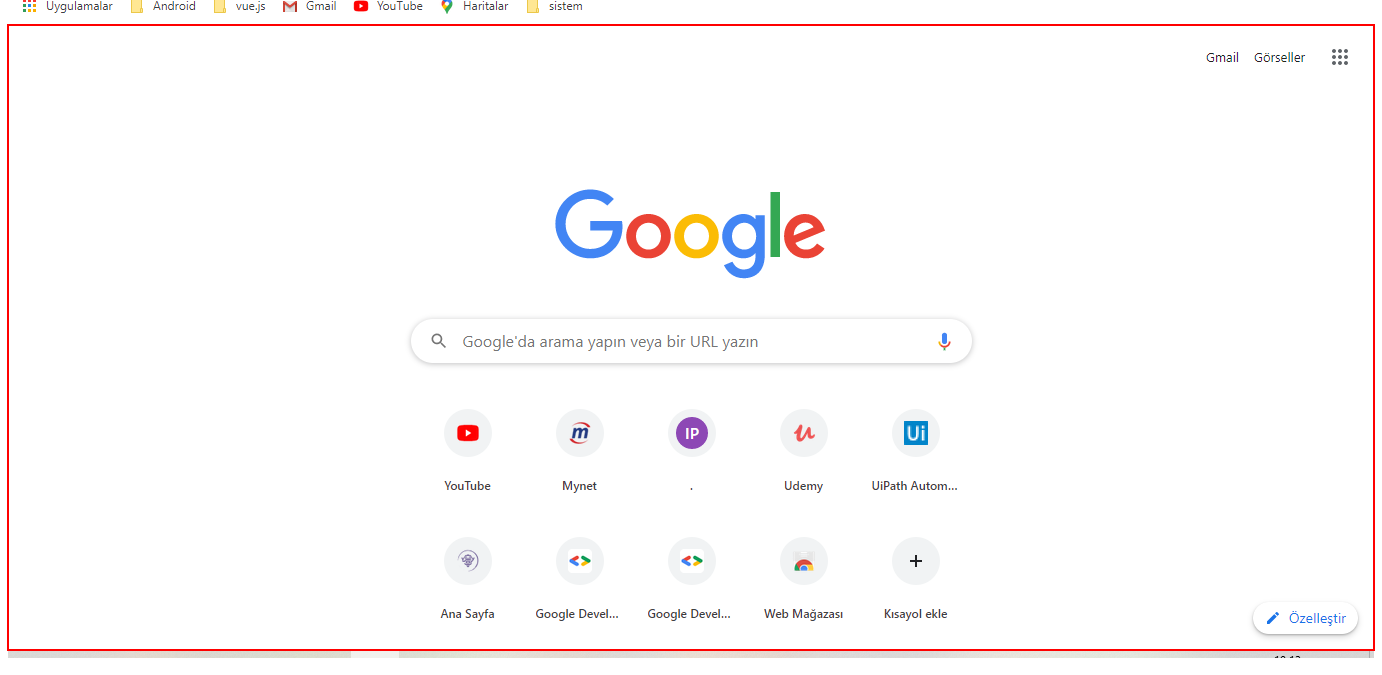 Uygulamalar Android vue.js Gmail YouTube Haritalar sistem
Gmail Görseller
Google
Google'da arama yapın veya bir URL yazın
m IP u Ui
YouTube Mynet . Udemy UiPath Autom...
Ana Sayfa Google Devel... Google Devel... Web Mağazası Kısayol ekle
Özelleştir